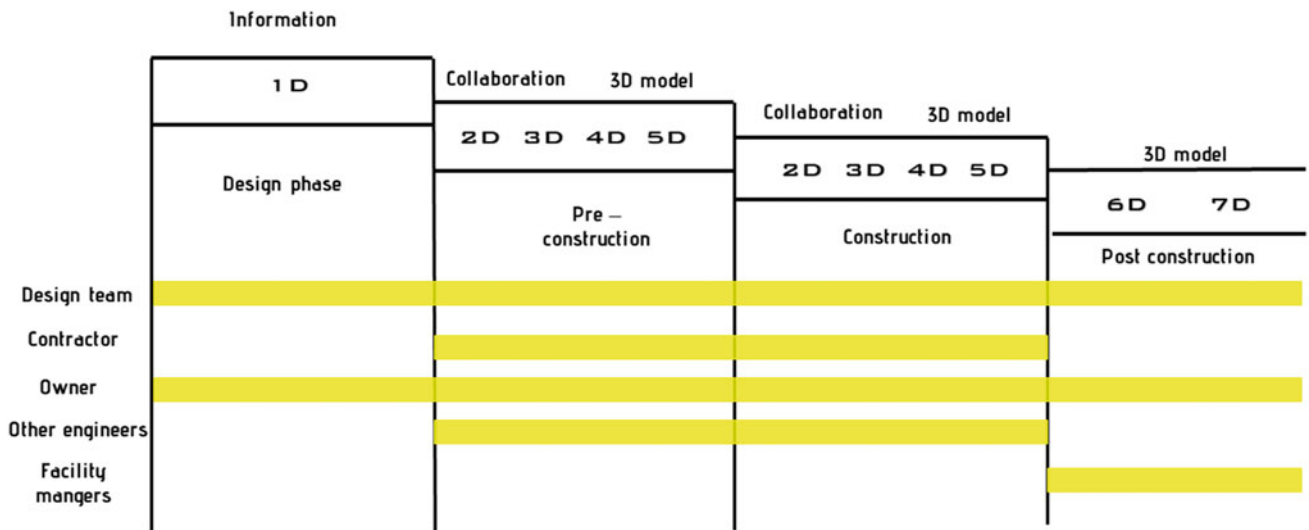 Information
1D
Collaboration 3D model
2D 3D 4D 5D
Collaboration 3D model
2D 3D 4D 5D
3D model
6D 7D
Design phase
Pre –
construction
Construction
Post construction
Design team
Contractor
Owner
Other engineers
Facility
mangers